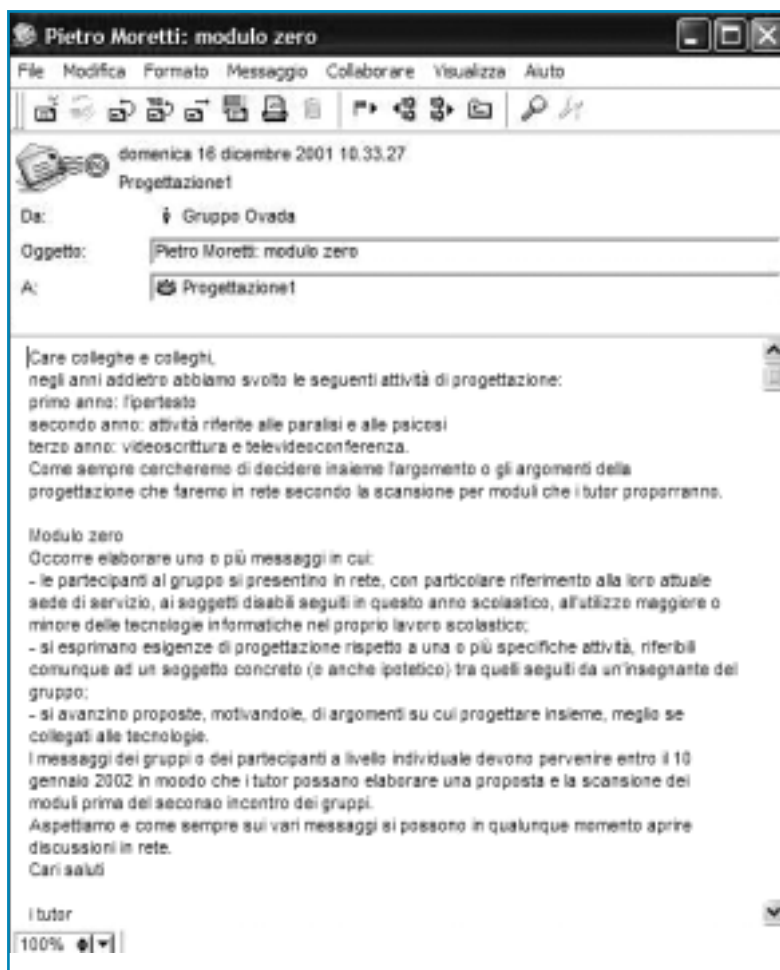 Pietro Moretti: modulo zero
File Modifica Formato Messaggio Collaborare Visualizza Aiuto
domenica 16 dicembre 2001 10.33.27
Progettazione1
Da: Gruppo Ovada
Oggetto: Pietro Moretti: modulo zero
A: Progettazione1
Care colleghe e colleghi,
negli anni addietro abbiamo svolto le seguenti attività di progettazione:
primo anno: l'ipertesto
secondo anno: attività riferite alle paralisi e alle psicosi
terzo anno: videoscrittura e televideoconferenza.
Come sempre cercheremo di decidere insieme l'argomento o gli argomenti della
progettazione che faremo in rete secondo la scansione per moduli che i tutor proporranno.
Modulo zero
Occorre elaborare uno o più messaggi in cui:
- le partecipanti al gruppo si presentino in rete, con particolare riferimento alla loro attuale
sede di servizio, ai soggetti disabili seguiti in questo anno scolastico, all'utilizzo maggiore o
minore delle tecnologie informatiche nel proprio lavoro scolastico;
- si esprimano esigenze di progettazione rispetto a una o più specifiche attività, riferibili
comunque ad un soggetto concreto (o anche ipotetico) tra quelli seguiti da un'insegnante del
gruppo;
- si avanzino proposte, motivandole, di argomenti su cui progettare insieme, meglio se
collegati alle tecnologie.
I messaggi dei gruppi o dei partecipanti a livello individuale devono pervenire entro il 10
gennaio 2002 in moodo che i tutor possano elaborare una proposta e la scansione dei
moduli prima del seconso incontro dei gruppi.
Aspettiamo e come sempre sui vari messaggi si possono in qualunque momento aprire
discussioni in rete.
Cari saluti
i tutor
100%